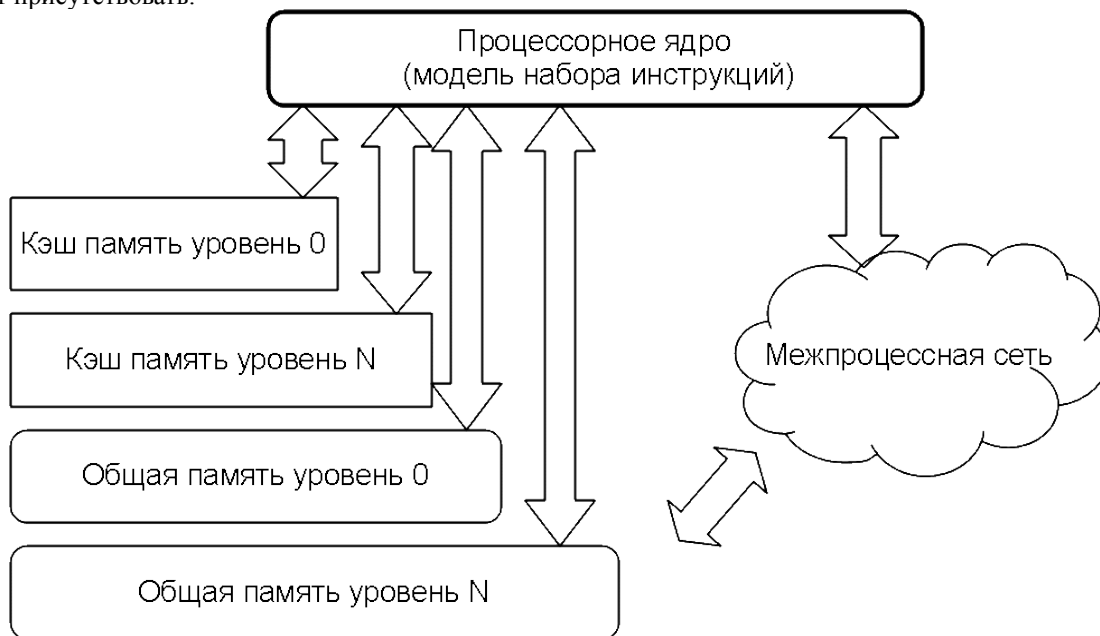 присутствовать.
Процессорное ядро
(модель набора инструкций)
Кэш память уровень 0
Кэш память уровень N
Межпроцессная сеть
Общая память уровень 0
Общая память уровень N